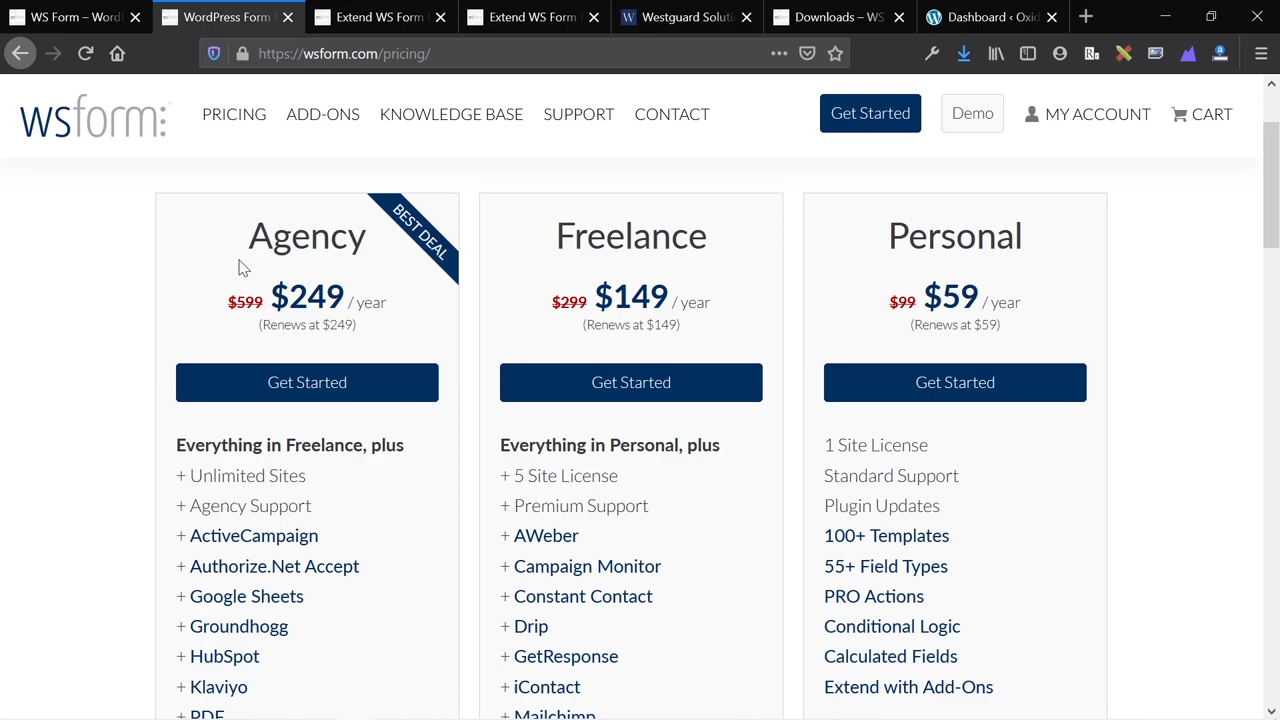 WS Form – WordP
WordPress Form
Extend WS Form
Extend WS Form
Westguard Soluti
Downloads – WS
Dashboard ‹ Oxid
https://wsform.com/pricing/
wsform:
PRICING
ADD-ONS
KNOWLEDGE BASE
SUPPORT
CONTACT
Get Started
Demo
MY ACCOUNT
CART
Agency
BEST DEAL
$599 $249 / year
(Renews at $249)
Get Started
Everything in Freelance, plus
+ Unlimited Sites
+ Agency Support
+ ActiveCampaign
+ Authorize.Net Accept
+ Google Sheets
+ Groundhogg
+ HubSpot
+ Klaviyo
+ PDF
Freelance
$299 $149 / year
(Renews at $149)
Get Started
Everything in Personal, plus
+ 5 Site License
+ Premium Support
+ AWeber
+ Campaign Monitor
+ Constant Contact
+ Drip
+ GetResponse
+ iContact
+ Mailchimp
Personal
$99 $59 / year
(Renews at $59)
Get Started
1 Site License
Standard Support
Plugin Updates
100+ Templates
55+ Field Types
PRO Actions
Conditional Logic
Calculated Fields
Extend with Add-Ons